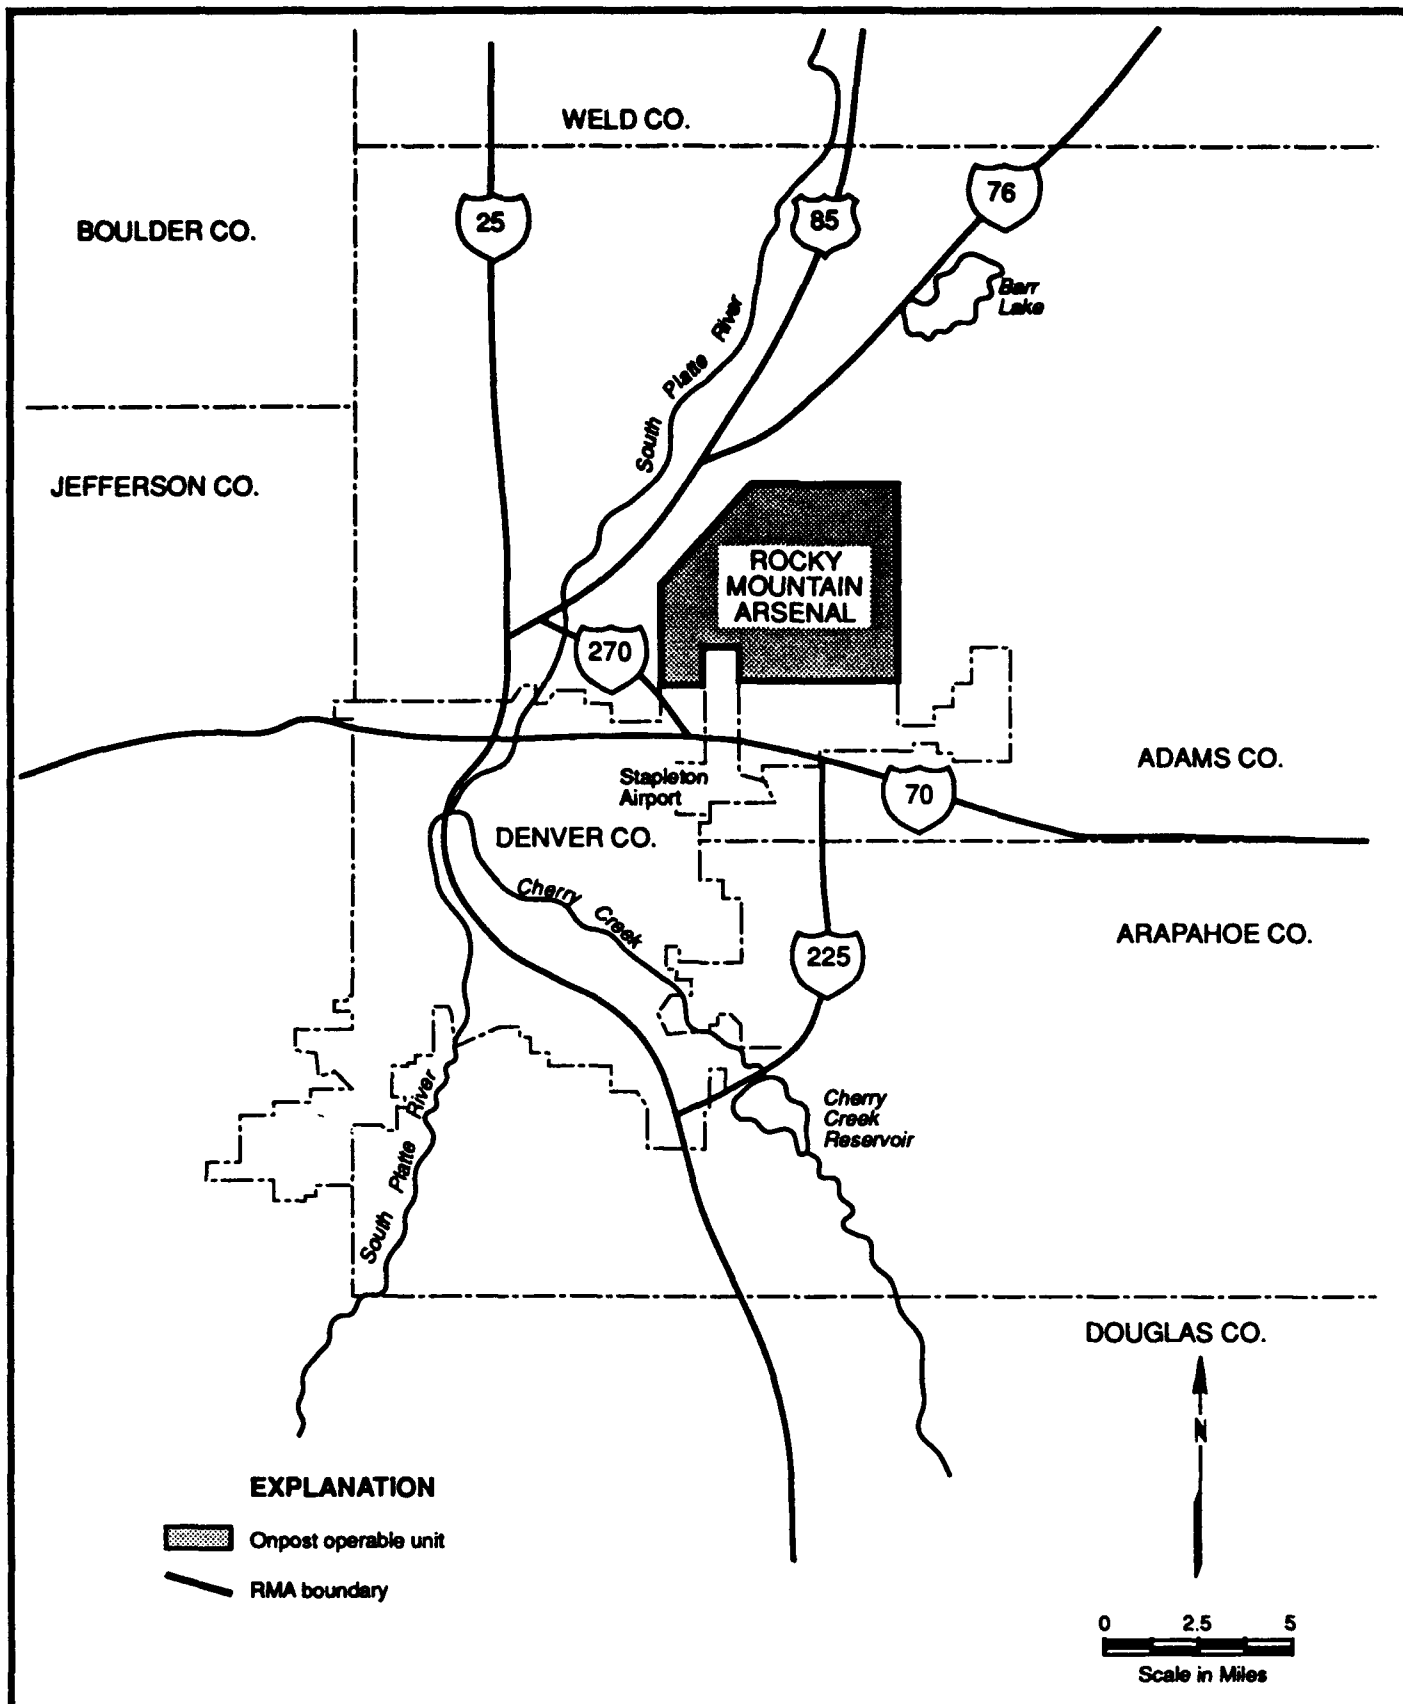 WELD CO.
76
25
85
BOULDER CO.
Barr
Lake
South Platte River
JEFFERSON CO.
ROCKY
MOUNTAIN
ARSENAL
270
ADAMS CO.
Stapleton
Airport
70
DENVER CO.
Cherry Creek
ARAPAHOE CO.
225
South Platte River
Cherry
Creek
Reservoir
DOUGLAS CO.
N
EXPLANATION
Onpost operable unit
RMA boundary
0 2.5 5
Scale in Miles